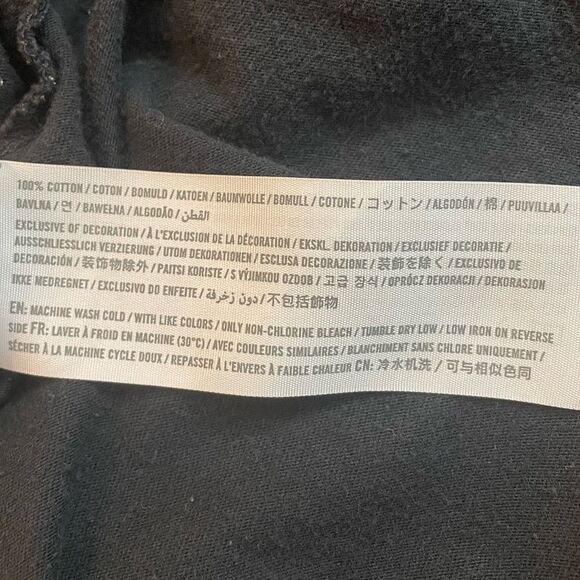 100% COTTON / COTON / BOMULD / KATOEN / BAUMWOLLE / BOMULL / COTONE / コットン / ALGODÓN / 棉 / PUUVILLAA /
BAVLNA / 면 / BAWEŁNA / ALGODÃO / القطن
EXCLUSIVE OF DECORATION / À L'EXCLUSION DE LA DÉCORATION / EKSKL. DEKORATION / EXCLUSIEF DECORATIE /
AUSSCHLIESSLICH VERZIERUNG / UTOM DEKORATIONEN / ESCLUSA DECORAZIONE / 装飾を除く / EXCLUSIVO DE
DECORACIÓN / 装饰物除外 / PAITSI KORISTE / S VÝJIMKOU OZDOB / 고급 장식 / OPRÓCZ DEKORACJI / DEKORASJON
IKKE MEDREGNET / EXCLUSIVO DO ENFEITE / دون زخرفة / 不包括飾物
EN: MACHINE WASH COLD / WITH LIKE COLORS / ONLY NON-CHLORINE BLEACH / TUMBLE DRY LOW / LOW IRON ON REVERSE
SIDE FR: LAVER À FROID EN MACHINE (30°C) / AVEC COULEURS SIMILAIRES / BLANCHIMENT SANS CHLORE UNIQUEMENT /
SÉCHER À LA MACHINE CYCLE DOUX / REPASSER À L'ENVERS À FAIBLE CHALEUR CN: 冷水机洗 / 可与相似色同